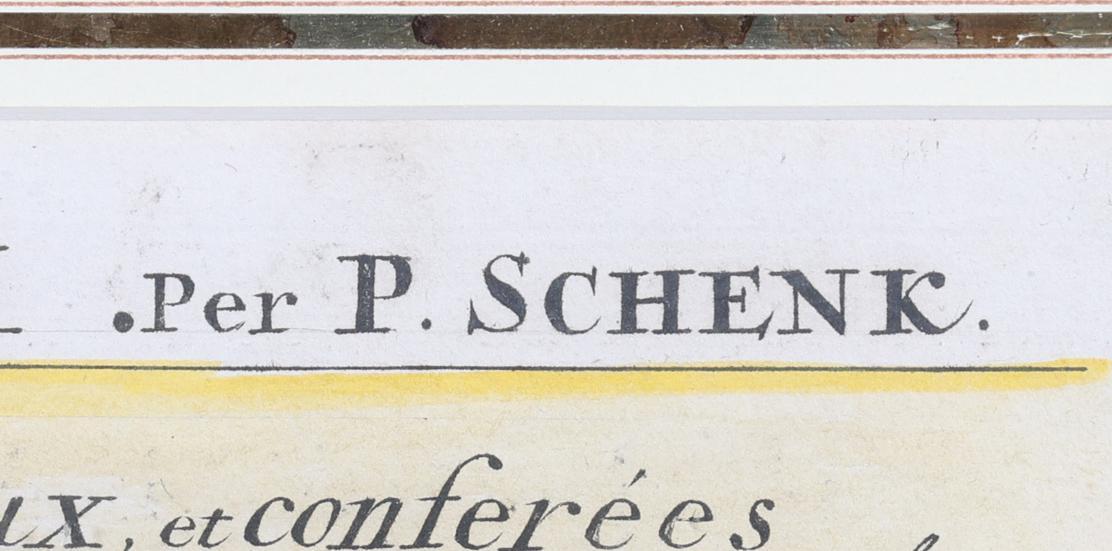 .Per P. SCHENK.
et conferées